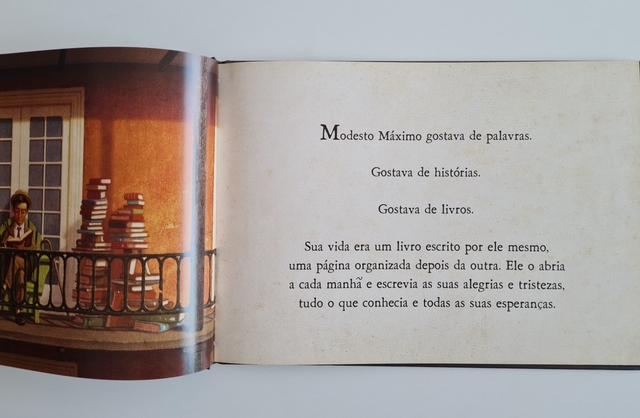 Modesto Máximo gostava de palavras.
Gostava de histórias.
Gostava de livros.
Sua vida era um livro escrito por ele mesmo,
uma página organizada depois da outra. Ele o abria
a cada manhã e escrevia as suas alegrias e tristezas,
tudo o que conhecia e todas as suas esperanças.